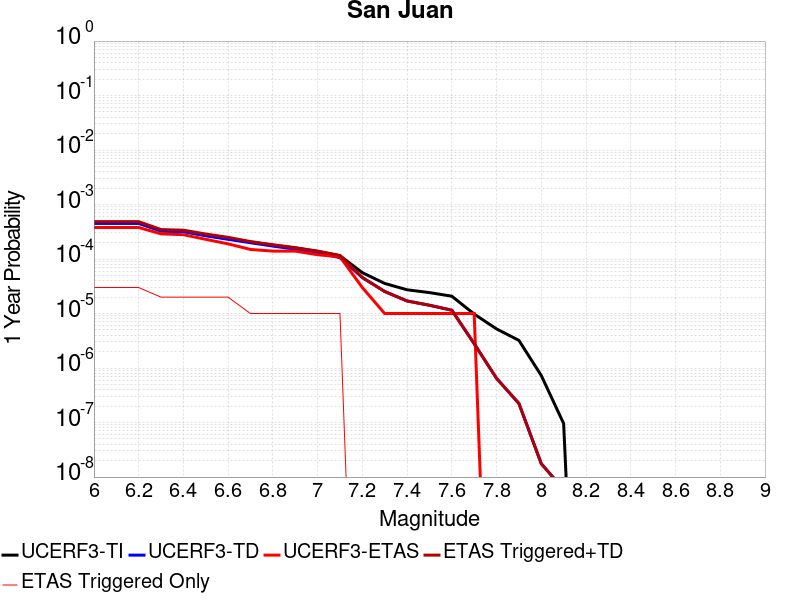 San Juan
10^0
10^-1
10^-2
10^-3
10^-4
10^-5
10^-6
10^-7
10^-8
1 Year Probability
6 6.2 6.4 6.6 6.8 7 7.2 7.4 7.6 7.8 8 8.2 8.4 8.6 8.8 9
Magnitude
UCERF3-TI UCERF3-TD UCERF3-ETAS ETAS Triggered+TD
ETAS Triggered Only